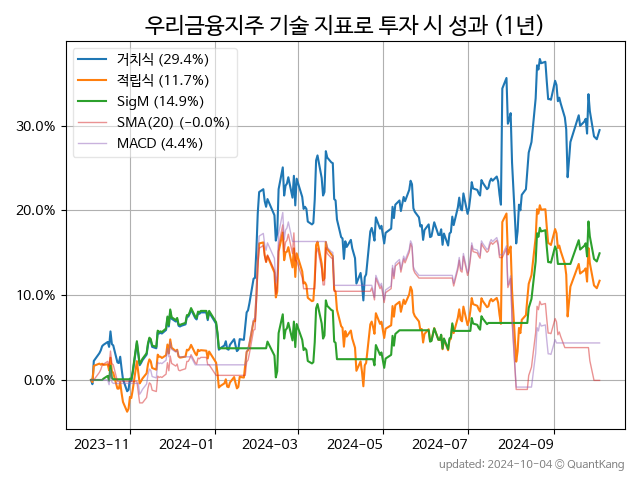 우리금융지주 기술 지표로 투자 시 성과 (1년)
거치식 (29.4%)
적립식 (11.7%)
SigM (14.9%)
SMA(20) (-0.0%)
MACD (4.4%)
30.0%
20.0%
10.0%
0.0%
2023-11 2024-01 2024-03 2024-05 2024-07 2024-09
updated: 2024-10-04 © QuantKang